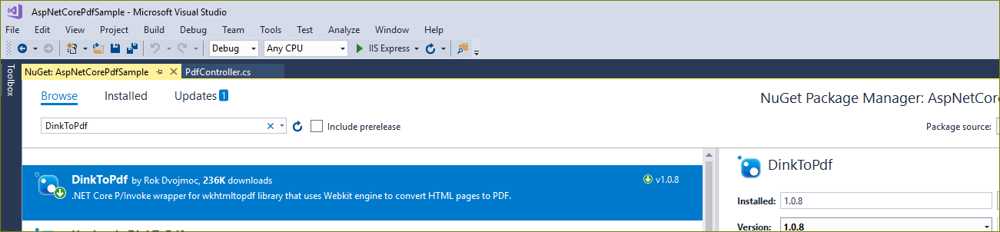 AspNetCorePdfSample - Microsoft Visual Studio
File Edit View Project Build Debug Team Tools Test Analyze Window Help
Debug Any CPU IIS Express
Toolbox
NuGet: AspNetCorePdfSample PdfController.cs
Browse Installed Updates 1
NuGet Package Manager: AspNetCore
DinkToPdf Include prerelease
Package source:
DinkToPdf by Rok Dvojmoc, 236K downloads v1.0.8
.NET Core P/Invoke wrapper for wkhtmltopdf library that uses Webkit engine to convert HTML pages to PDF.
DinkToPdf
Installed: 1.0.8
Version: 1.0.8